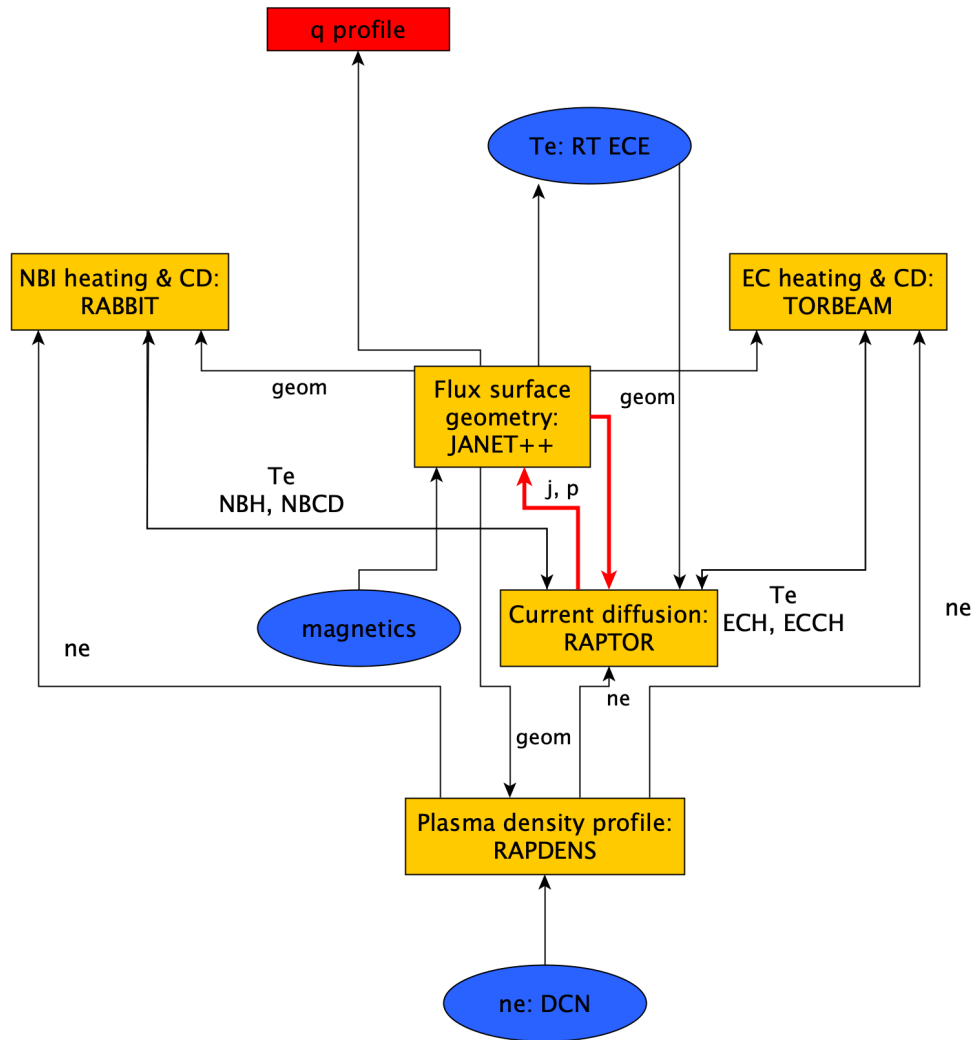 q profile
Te: RT ECE
NBI heating & CD:
RABBIT
EC heating & CD:
TORBEAM
geom
Flux surface
geometry:
JANET++
geom
Te
NBH, NBCD
j, p
magnetics
Current diffusion:
RAPTOR
Te
ECH, ECCH
ne
ne
ne
geom
Plasma density profile:
RAPDENS
ne: DCN